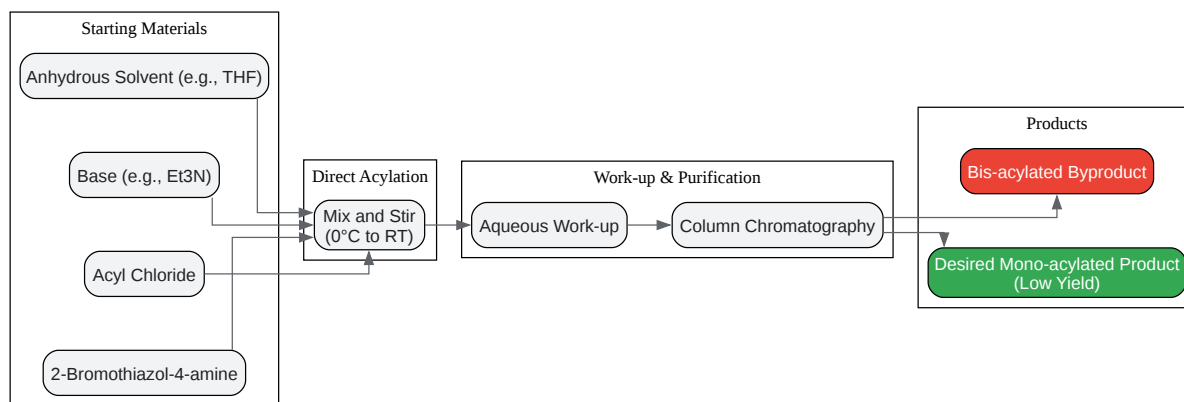 Starting Materials
Anhydrous Solvent (e.g., THF)
Base (e.g., Et3N)
Acyl Chloride
2-Bromothiazol-4-amine
Direct Acylation
Mix and Stir
(0°C to RT)
Work-up & Purification
Aqueous Work-up
Column Chromatography
Products
Bis-acylated Byproduct
Desired Mono-acylated Product
(Low Yield)